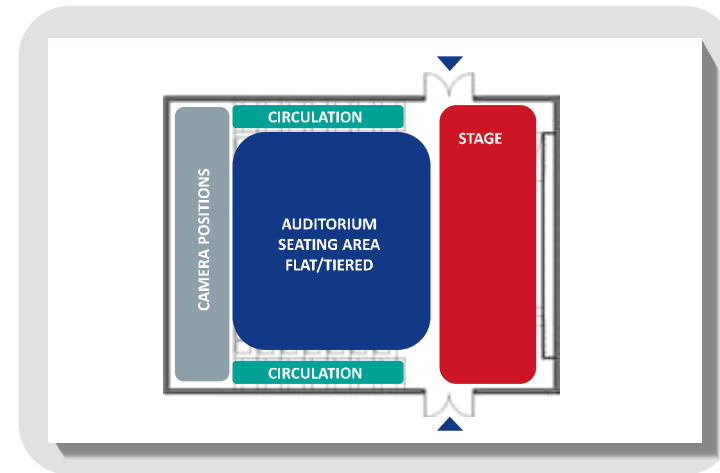 CIRCULATION
STAGE
CAMERA POSITIONS
AUDITORIUM
SEATING AREA
FLAT/TIERED
CIRCULATION